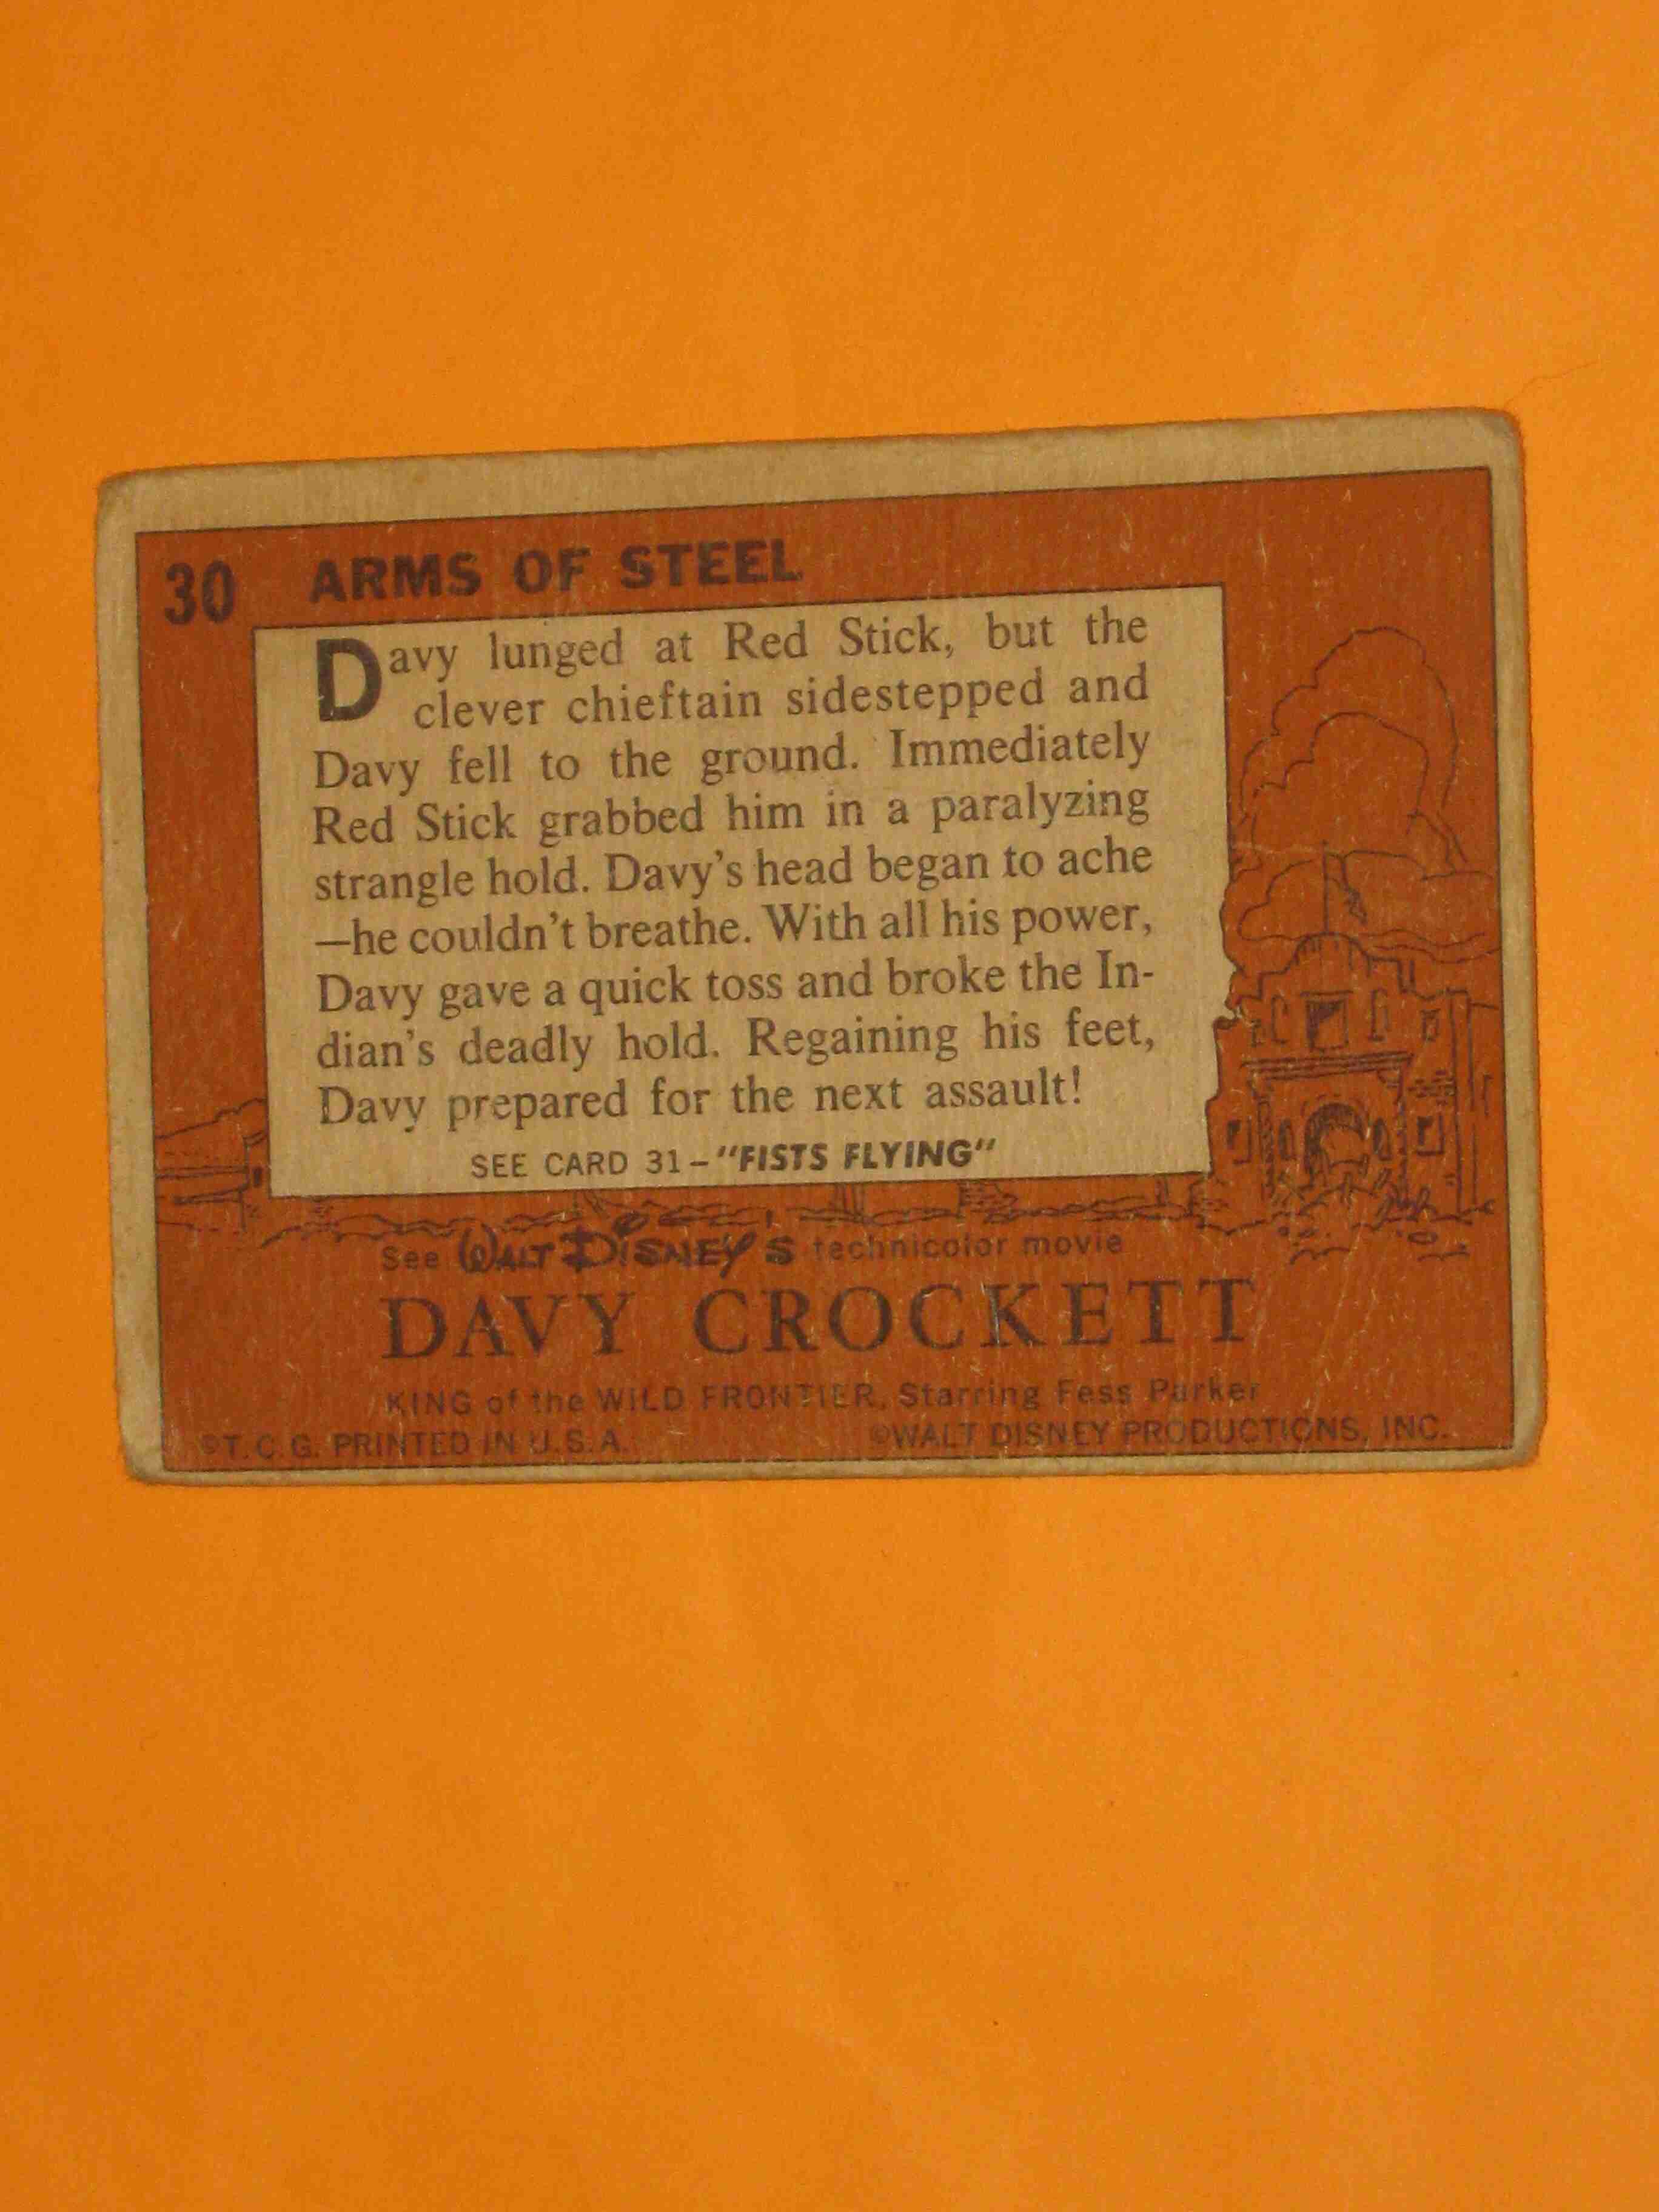 30 ARMS OF STEEL
Davy lunged at Red Stick, but the
clever chieftain sidestepped and
Davy fell to the ground. Immediately
Red Stick grabbed him in a paralyzing
strangle hold. Davy's head began to ache
—he couldn't breathe. With all his power,
Davy gave a quick toss and broke the In-
dian's deadly hold. Regaining his feet,
Davy prepared for the next assault!
SEE CARD 31–"FISTS FLYING"
See WALT DISNEY'S technicolor movie
DAVY CROCKETT
KING of the WILD FRONTIER, Starring Fess Parker
©T.C.G. PRINTED IN U.S.A. ©WALT DISNEY PRODUCTIONS, INC.